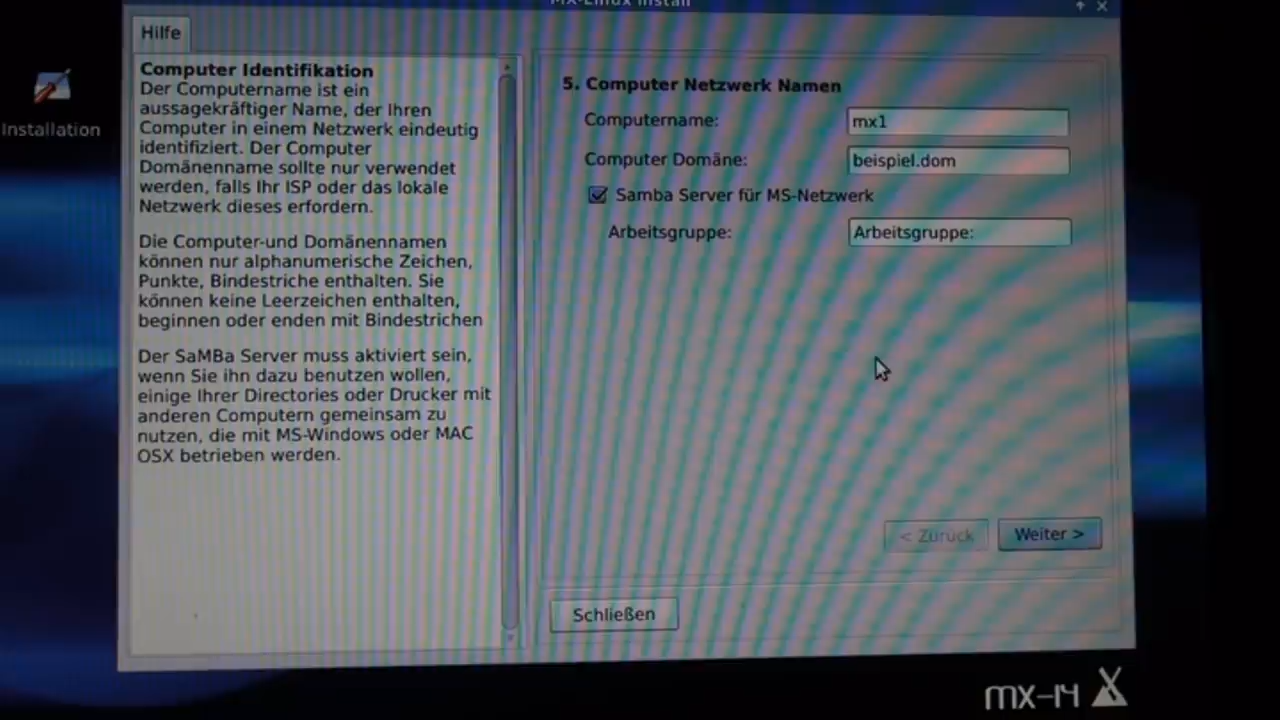 MX-Linux Install
Hilfe
Installation
Computer Identifikation
Der Computername ist ein
aussagekräftiger Name, der Ihren
Computer in einem Netzwerk eindeutig
identifiziert. Der Computer
Domänenname sollte nur verwendet
werden, falls Ihr ISP oder das lokale
Netzwerk dieses erfordern.
Die Computer-und Domänennamen
können nur alphanumerische Zeichen,
Punkte, Bindestriche enthalten. Sie
können keine Leerzeichen enthalten,
beginnen oder enden mit Bindestrichen
Der SaMBa Server muss aktiviert sein,
wenn Sie ihn dazu benutzen wollen,
einige Ihrer Directories oder Drucker mit
anderen Computern gemeinsam zu
nutzen, die mit MS-Windows oder MAC
OSX betrieben werden.
5. Computer Netzwerk Namen
Computername: mx1
Computer Domäne: beispiel.dom
Samba Server für MS-Netzwerk
Arbeitsgruppe: Arbeitsgruppe:
< Zurück Weiter >
Schließen
mx-14